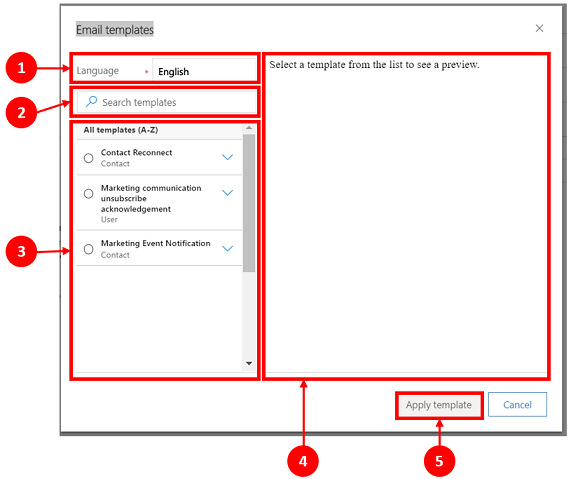 Email templates
1
Language * English
2
Search templates
Select a template from the list to see a preview.
All templates (A-Z)
Contact Reconnect
Contact
Marketing communication
unsubscribe
acknowledgement
User
3
Marketing Event Notification
Contact
Apply template
Cancel
4
5